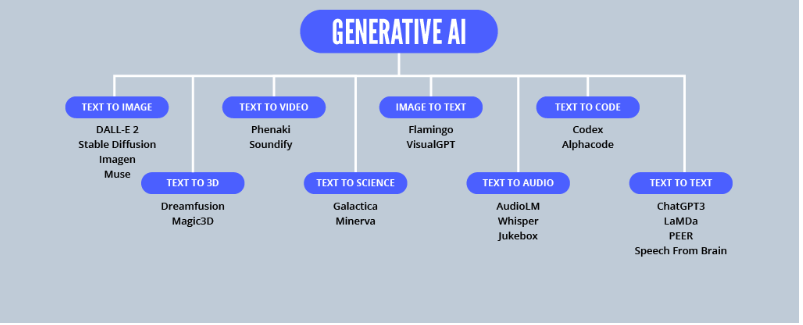 GENERATIVE AI
TEXT TO IMAGE
DALL-E 2
Stable Diffusion
Imagen
Muse
TEXT TO 3D
Dreamfusion
Magic3D
TEXT TO VIDEO
Phenaki
Soundify
TEXT TO SCIENCE
Galactica
Minerva
IMAGE TO TEXT
Flamingo
VisualGPT
TEXT TO AUDIO
AudioLM
Whisper
Jukebox
TEXT TO CODE
Codex
Alphacode
TEXT TO TEXT
ChatGPT3
LaMDa
PEER
Speech From Brain